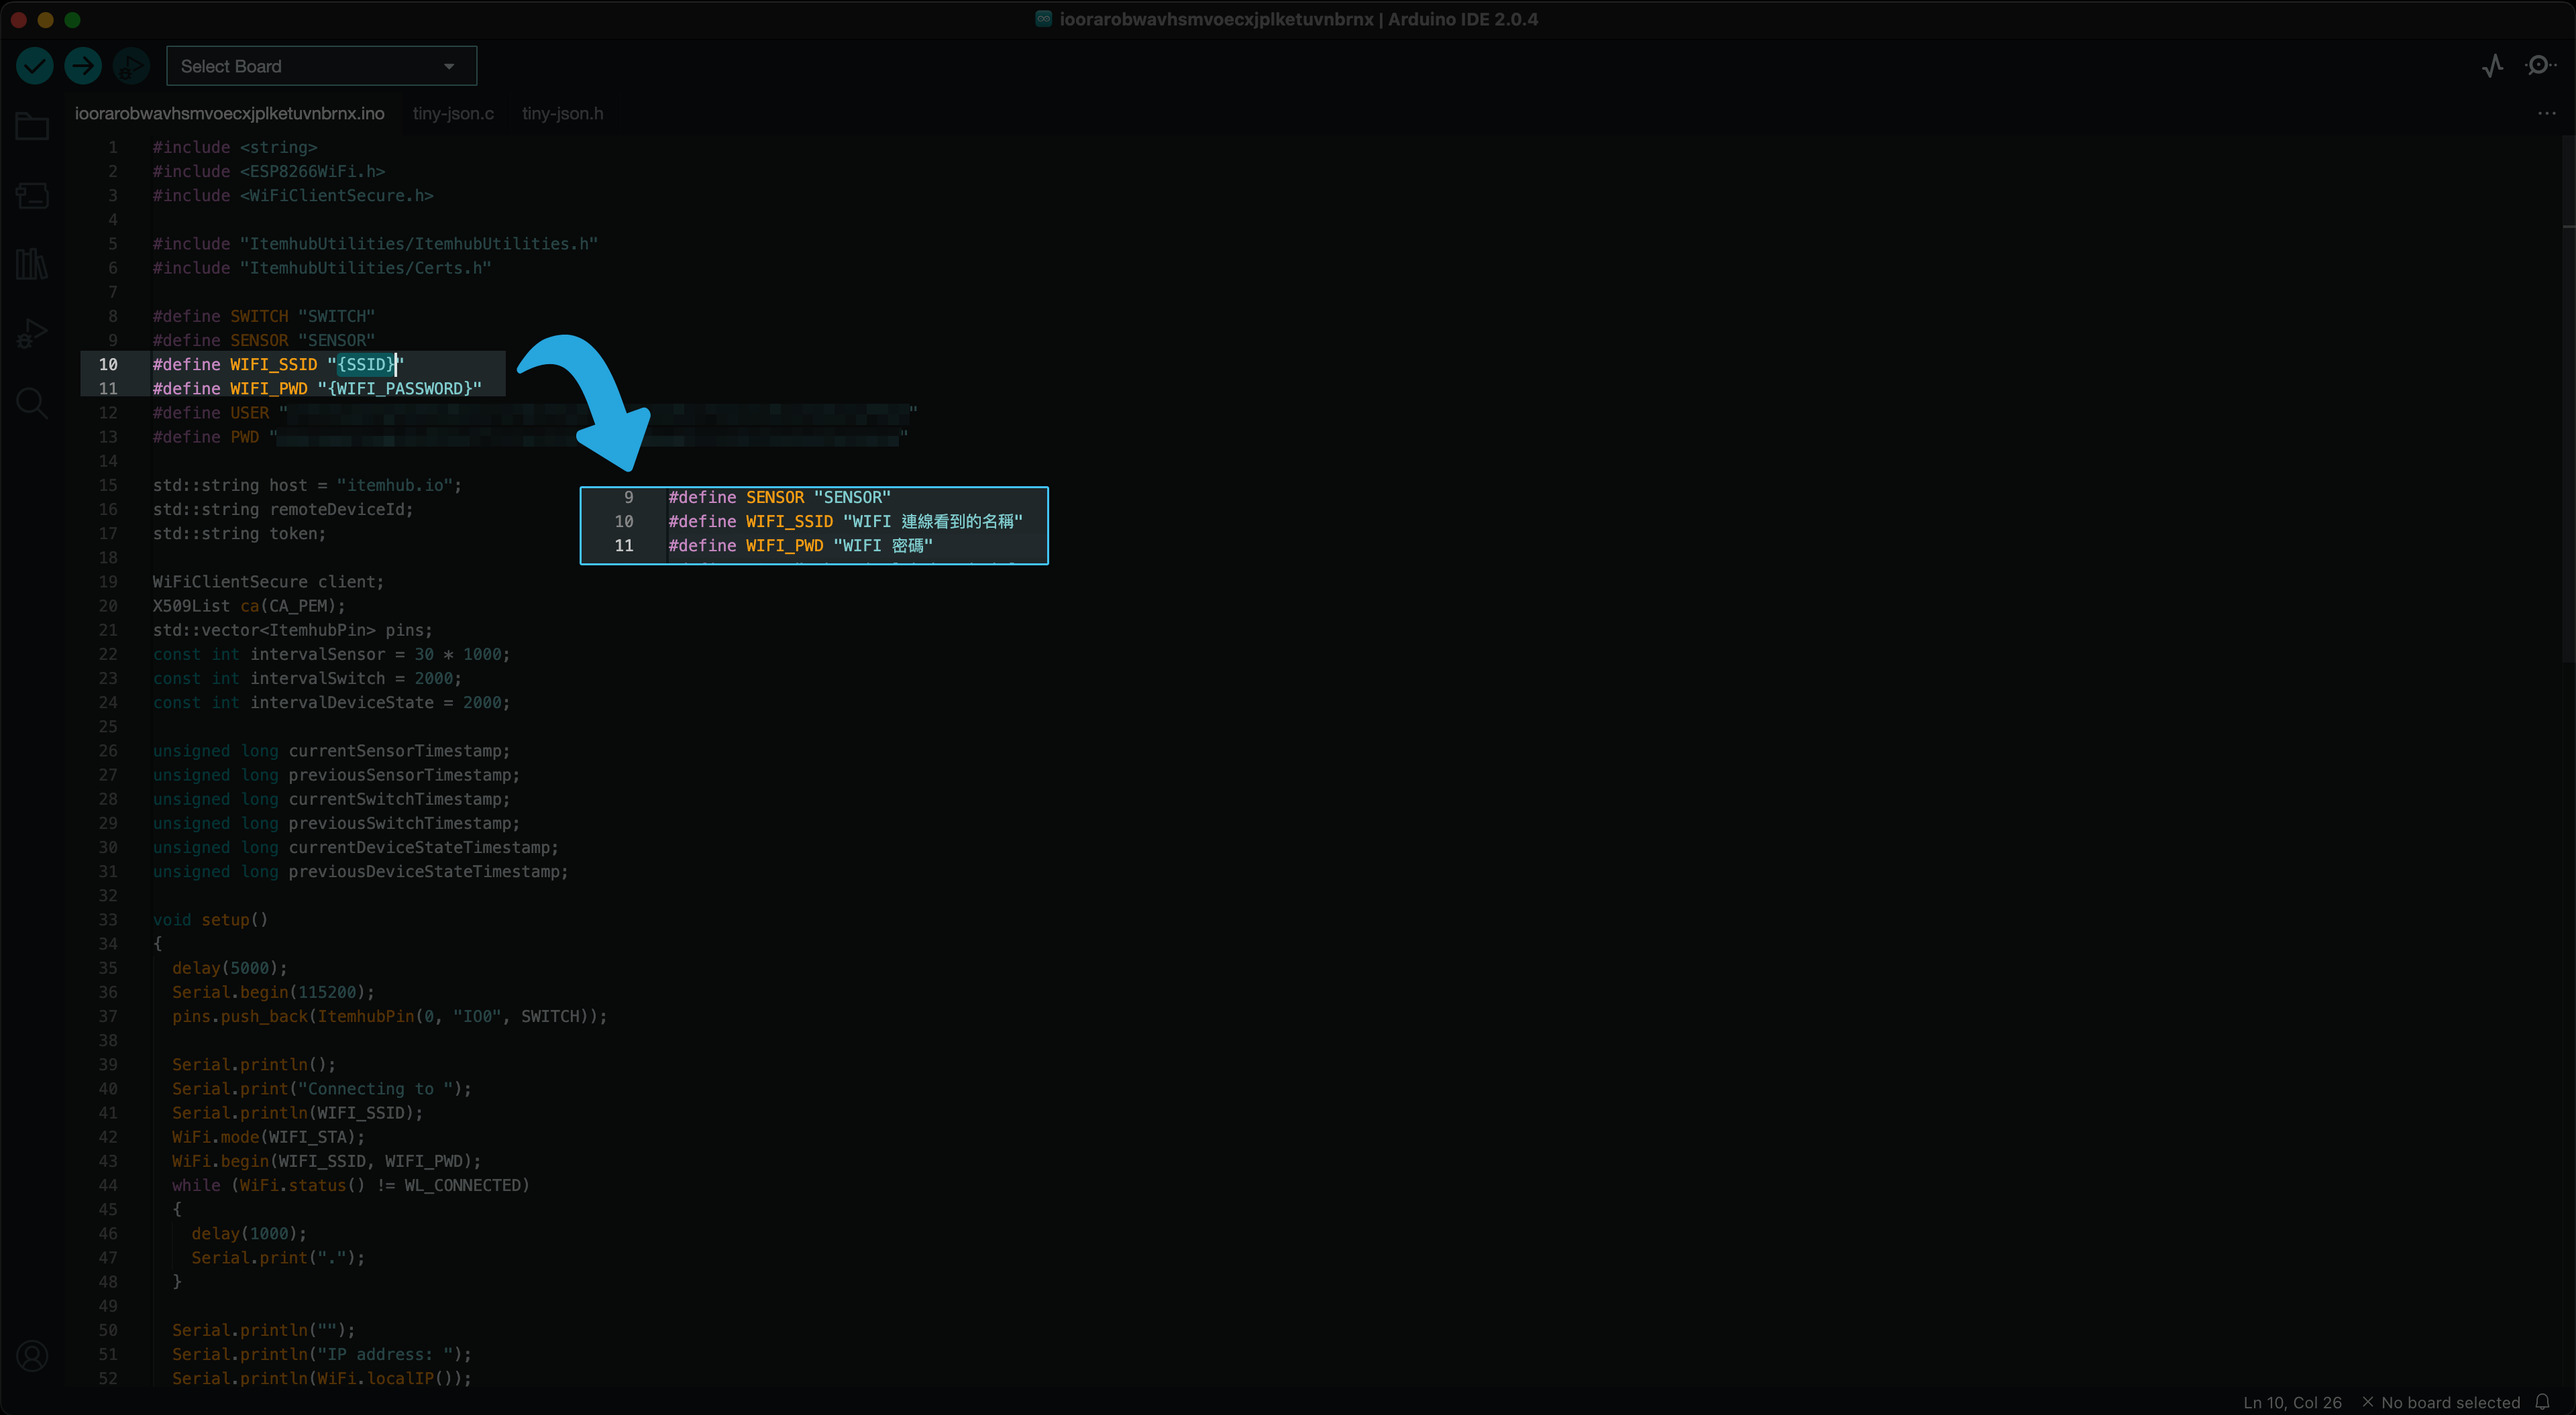 ioorarobwavhsmvoecxjplketuvnbrnx | Arduino IDE 2.0.4
Select Board
ioorarobwavhsmvoecxjplketuvnbrnx.ino tiny-json.c tiny-json.h
1 #include <string>
2 #include <ESP8266WiFi.h>
3 #include <WiFiClientSecure.h>
4
5 #include "ItemhubUtilities/ItemhubUtilities.h"
6 #include "ItemhubUtilities/Certs.h"
7
8 #define SWITCH "SWITCH"
9 #define SENSOR "SENSOR"
10 #define WIFI_SSID "{SSID}"
11 #define WIFI_PWD "{WIFI_PASSWORD}"
12 #define USER ""
13 #define PWD ""
14
15 std::string host = "itemhub.io";
16 std::string remoteDeviceId;
17 std::string token;
18
9 #define SENSOR "SENSOR"
10 #define WIFI_SSID "WIFI 連線看到的名稱"
11 #define WIFI_PWD "WIFI 密碼"
19 WiFiClientSecure client;
20 X509List ca(CA_PEM);
21 std::vector<ItemhubPin> pins;
22 const int intervalSensor = 30 * 1000;
23 const int intervalSwitch = 2000;
24 const int intervalDeviceState = 2000;
25
26 unsigned long currentSensorTimestamp;
27 unsigned long previousSensorTimestamp;
28 unsigned long currentSwitchTimestamp;
29 unsigned long previousSwitchTimestamp;
30 unsigned long currentDeviceStateTimestamp;
31 unsigned long previousDeviceStateTimestamp;
32
33 void setup()
34 {
35 delay(5000);
36 Serial.begin(115200);
37 pins.push_back(ItemhubPin(0, "IO0", SWITCH));
38
39 Serial.println();
40 Serial.print("Connecting to ");
41 Serial.println(WIFI_SSID);
42 WiFi.mode(WIFI_STA);
43 WiFi.begin(WIFI_SSID, WIFI_PWD);
44 while (WiFi.status() != WL_CONNECTED)
45 {
46 delay(1000);
47 Serial.print(".");
48 }
49
50 Serial.println("");
51 Serial.println("IP address: ");
52 Serial.println(WiFi.localIP());
Ln 10, Col 26 × No board selected